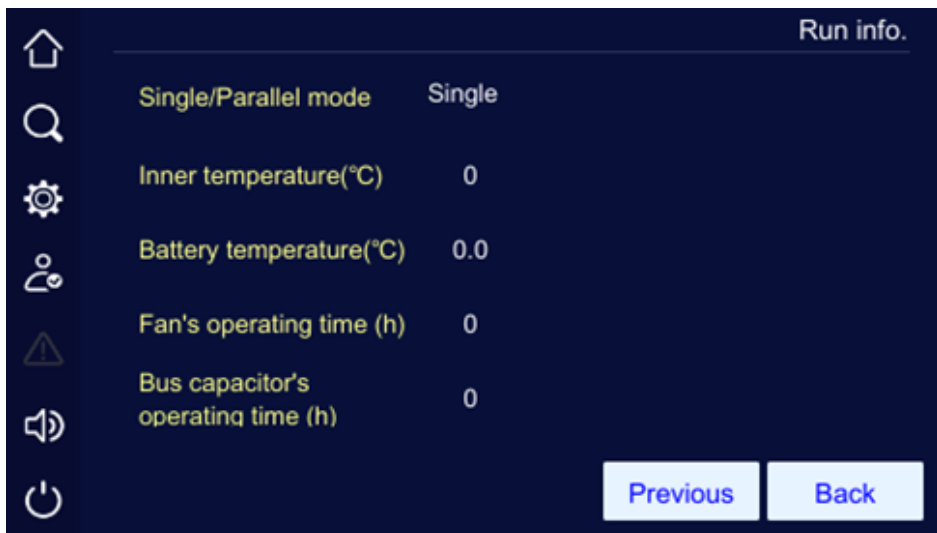 Run info.
Single/Parallel mode Single
Inner temperature(℃) 0
Battery temperature(℃) 0.0
Fan's operating time (h) 0
Bus capacitor's
operating time (h) 0
Previous Back